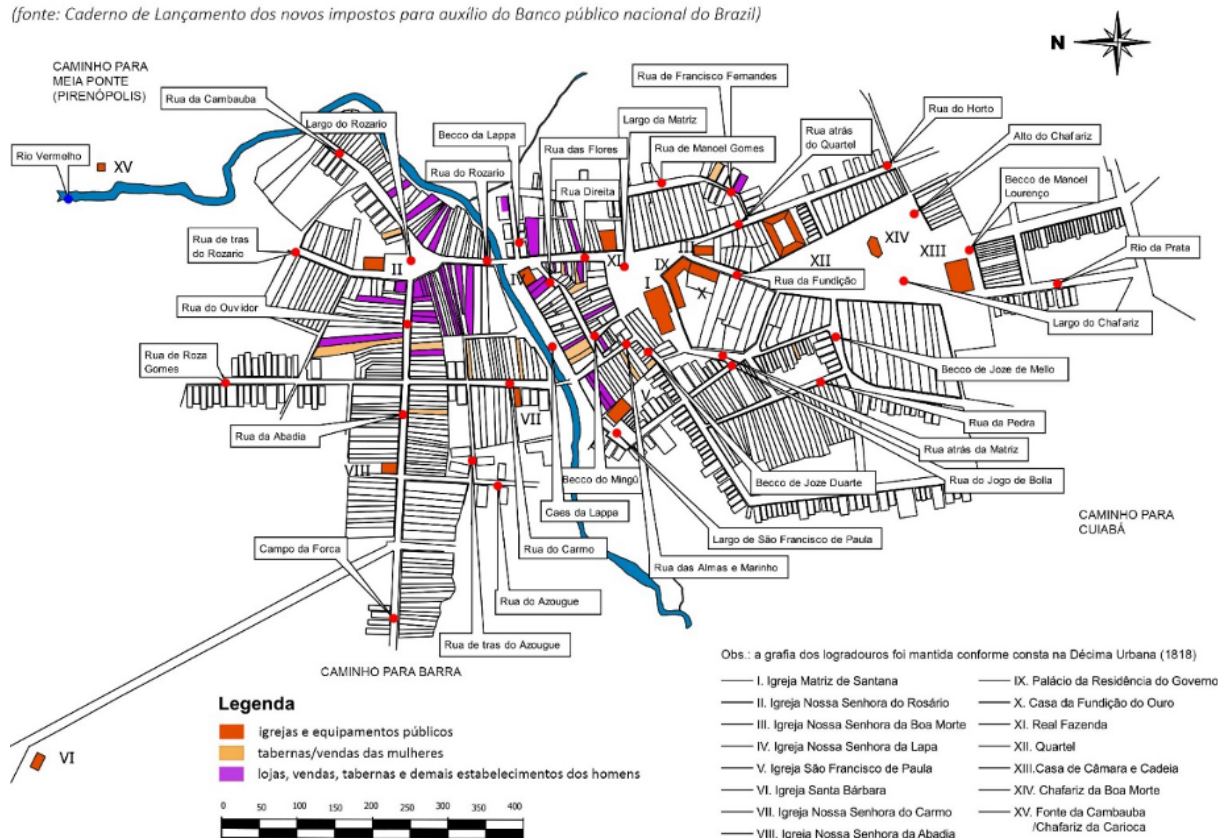 (fonte: Caderno de Lançamento dos novos impostos para auxílio do Banco público nacional do Brazil)
N
CAMINHO PARA
MEIA PONTE
(PIRENÓPOLIS)
Rua da Cambauba
Largo do Rozario
Becco da Lappa
Rua do Rozario
Rua das Flores
Rua Direita
Rua de Francisco Fernandes
Largo da Matriz
Rua de Manoel Gomes
Rua atrás
do Quartel
Rua do Horto
Alto do Chafariz
Becco de Manoel
Lourenço
Rio da Prata
Rio Vermelho
XV
Rua de tras
do Rozario
II
IV
XI
III
IX
I
X
XII
XIV
XIII
Rua da Fundição
Largo do Chafariz
Rua do Ouvidor
Rua de Roza
Gomes
Becco de Joze de Mello
Rua da Abadia
VII
V
Rua da Pedra
Rua atrás da Matriz
VIII
Becco do Mingú
Becco de Joze Duarte
Rua do Jogo de Bolla
Caes da Lappa
CAMINHO PARA
CUIABÁ
Campo da Forca
Rua do Carmo
Largo de São Francisco de Paula
Rua das Almas e Marinho
Rua do Azougue
Rua de tras do Azougue
CAMINHO PARA BARRA
VI
Legenda
igrejas e equipamentos públicos
tabernas/vendas das mulheres
lojas, vendas, tabernas e demais estabelecimentos dos homens
0 50 100 150 200 250 300 350 400
Obs.: a grafia dos logradouros foi mantida conforme consta na Décima Urbana (1818)
I. Igreja Matriz de Santana
II. Igreja Nossa Senhora do Rosário
III. Igreja Nossa Senhora da Boa Morte
IV. Igreja Nossa Senhora da Lapa
V. Igreja São Francisco de Paula
VI. Igreja Santa Bárbara
VII. Igreja Nossa Senhora do Carmo
VIII. Igreja Nossa Senhora da Abadia
IX. Palácio da Residência do Governo
X. Casa da Fundição do Ouro
XI. Real Fazenda
XII. Quartel
XIII.Casa de Câmara e Cadeia
XIV. Chafariz da Boa Morte
XV. Fonte da Cambauba
/Chafariz da Carioca